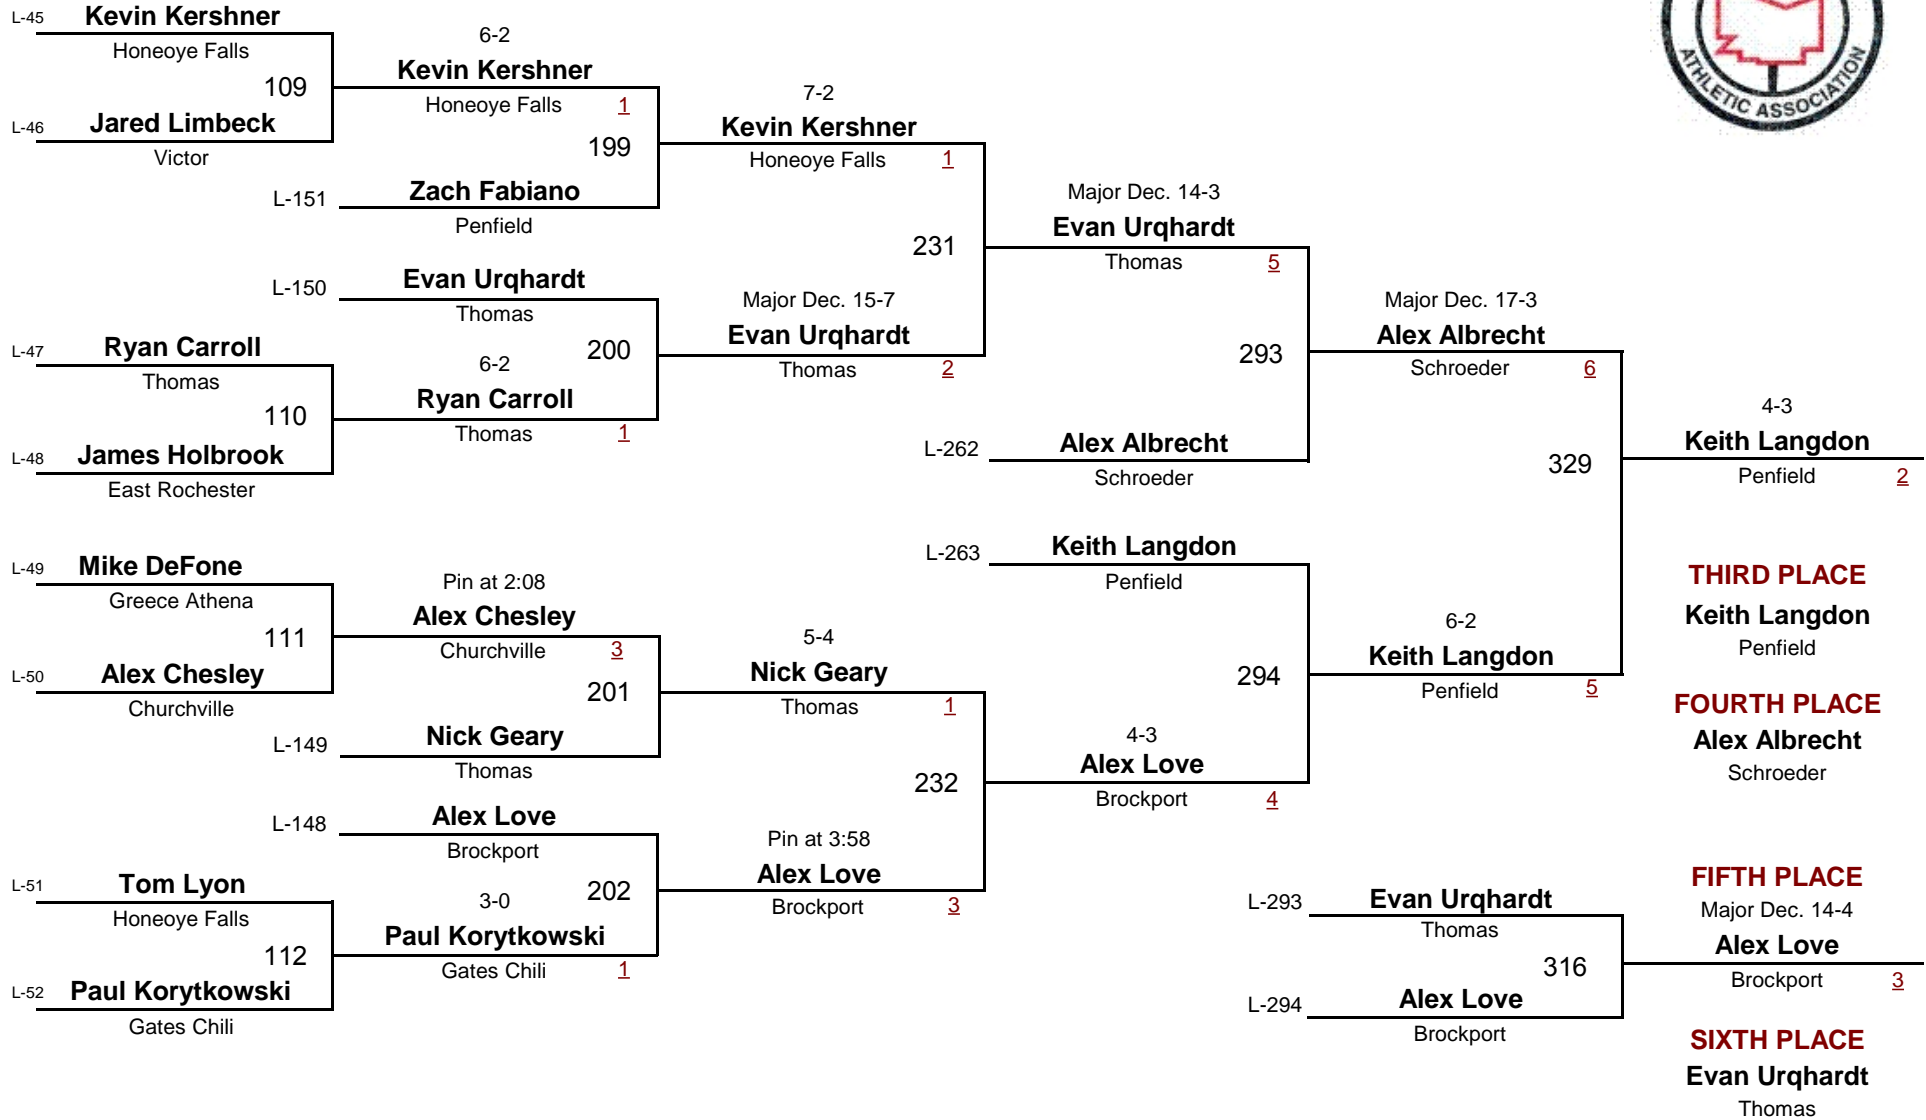 L-45 Kevin Kershner
Honeoye Falls
109
L-46 Jared Limbeck
Victor
6-2
Kevin Kershner
Honeoye Falls 1
199
L-151 Zach Fabiano
Penfield
7-2
Kevin Kershner
Honeoye Falls 1
231
L-150 Evan Urqhardt
Thomas
200
L-47 Ryan Carroll
Thomas
110
L-48 James Holbrook
East Rochester
6-2
Ryan Carroll
Thomas 1
Major Dec. 15-7
Evan Urqhardt
Thomas 2
Major Dec. 14-3
Evan Urqhardt
Thomas 5
293
L-262 Alex Albrecht
Schroeder
Major Dec. 17-3
Alex Albrecht
Schroeder 6
329
4-3
Keith Langdon
Penfield 2
L-49 Mike DeFone
Greece Athena
111
L-50 Alex Chesley
Churchville
Pin at 2:08
Alex Chesley
Churchville 3
201
L-149 Nick Geary
Thomas
5-4
Nick Geary
Thomas 1
232
L-148 Alex Love
Brockport
202
L-51 Tom Lyon
Honeoye Falls
112
L-52 Paul Korytkowski
Gates Chili
3-0
Paul Korytkowski
Gates Chili 1
Pin at 3:58
Alex Love
Brockport 3
L-263 Keith Langdon
Penfield
294
4-3
Alex Love
Brockport 4
6-2
Keith Langdon
Penfield 5
THIRD PLACE
Keith Langdon
Penfield
FOURTH PLACE
Alex Albrecht
Schroeder
L-293 Evan Urqhardt
Thomas
316
L-294 Alex Love
Brockport
FIFTH PLACE
Major Dec. 14-4
Alex Love
Brockport 3
SIXTH PLACE
Evan Urqhardt
Thomas
ATHLETIC ASSOCIATION